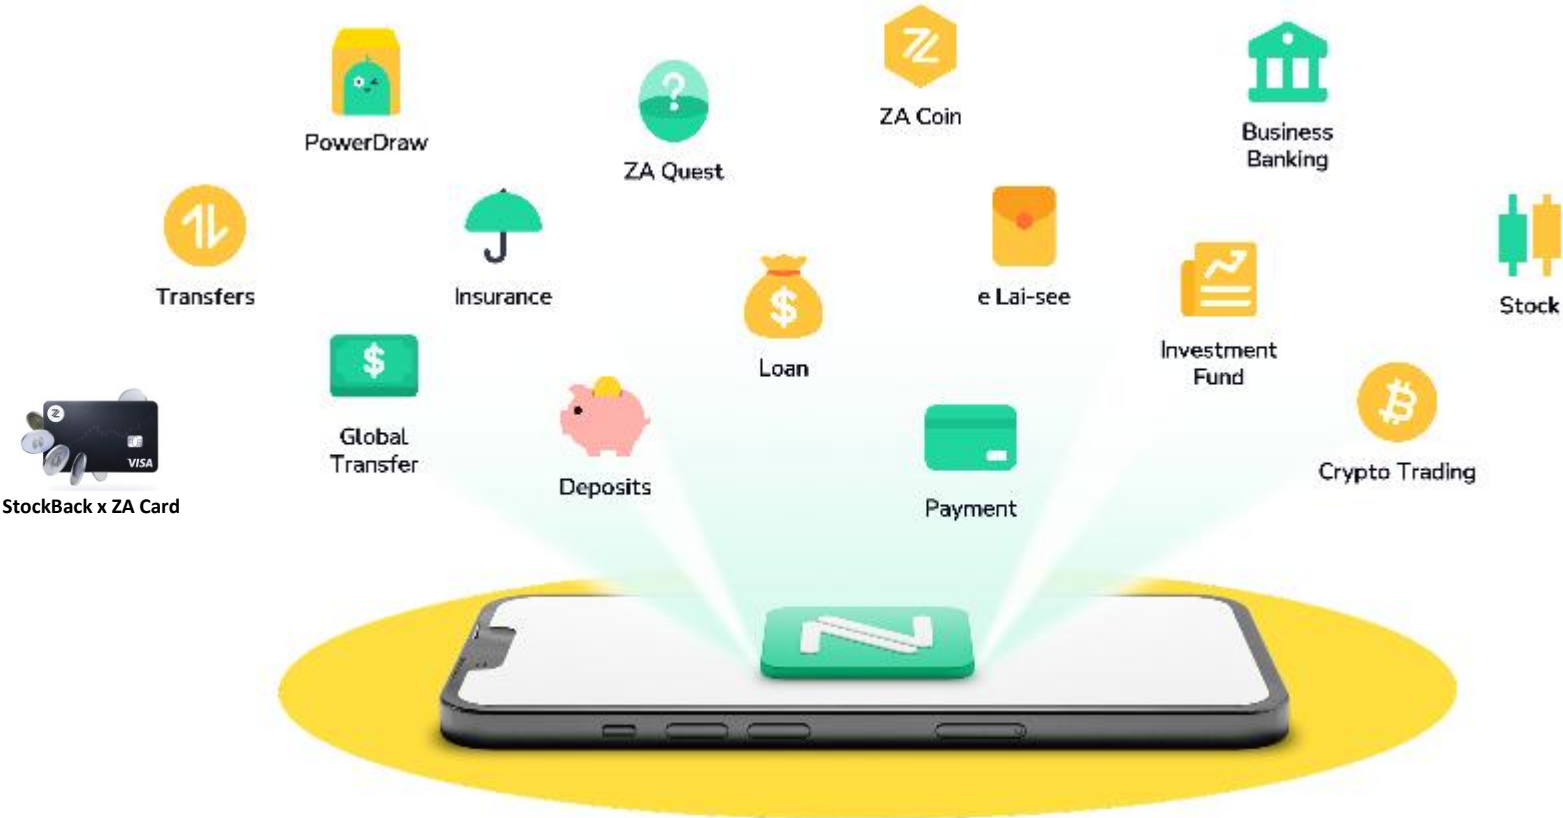 ZA Coin
Business
Banking
PowerDraw
ZA Quest
Transfers
Insurance
e Lai-see
Stock
Loan
Investment
Fund
Global
Transfer
VISA
Deposits
Payment
Crypto Trading
StockBack x ZA Card